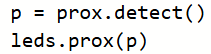 p = prox.detect()
leds.prox(p)